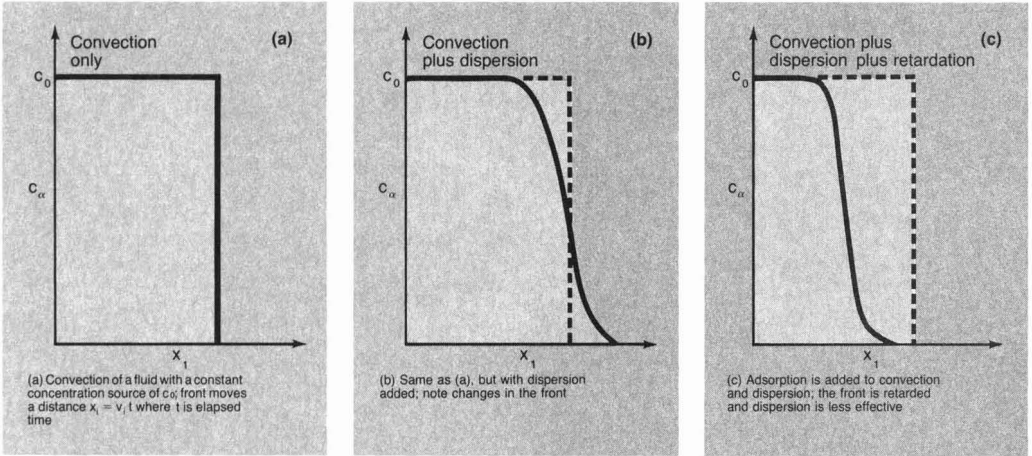 Convection
only
(a)
C₀
Cα
X₁
(a) Convection of a fluid with a constant
concentration source of c₀; front moves
a distance xᵢ = vᵢ t where t is elapsed
time
Convection
plus dispersion
(b)
C₀
Cα
X₁
(b) Same as (a), but with dispersion
added; note changes in the front
Convection plus
dispersion plus retardation
(c)
C₀
Cα
X₁
(c) Adsorption is added to convection
and dispersion; the front is retarded
and dispersion is less effective